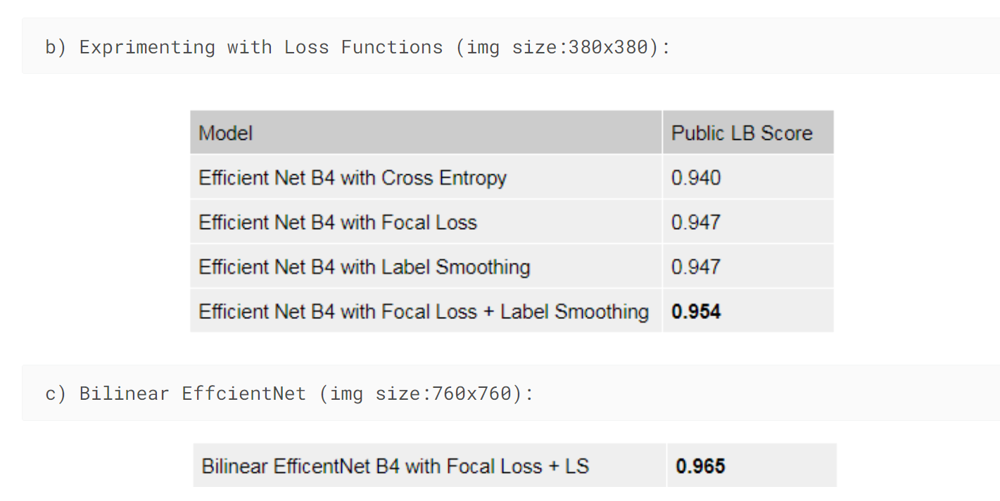 b) Exprimenting with Loss Functions (img size:380x380):
Model Public LB Score
Efficient Net B4 with Cross Entropy 0.940
Efficient Net B4 with Focal Loss 0.947
Efficient Net B4 with Label Smoothing 0.947
Efficient Net B4 with Focal Loss + Label Smoothing 0.954
c) Bilinear EffcientNet (img size:760x760):
Bilinear EfficentNet B4 with Focal Loss + LS 0.965